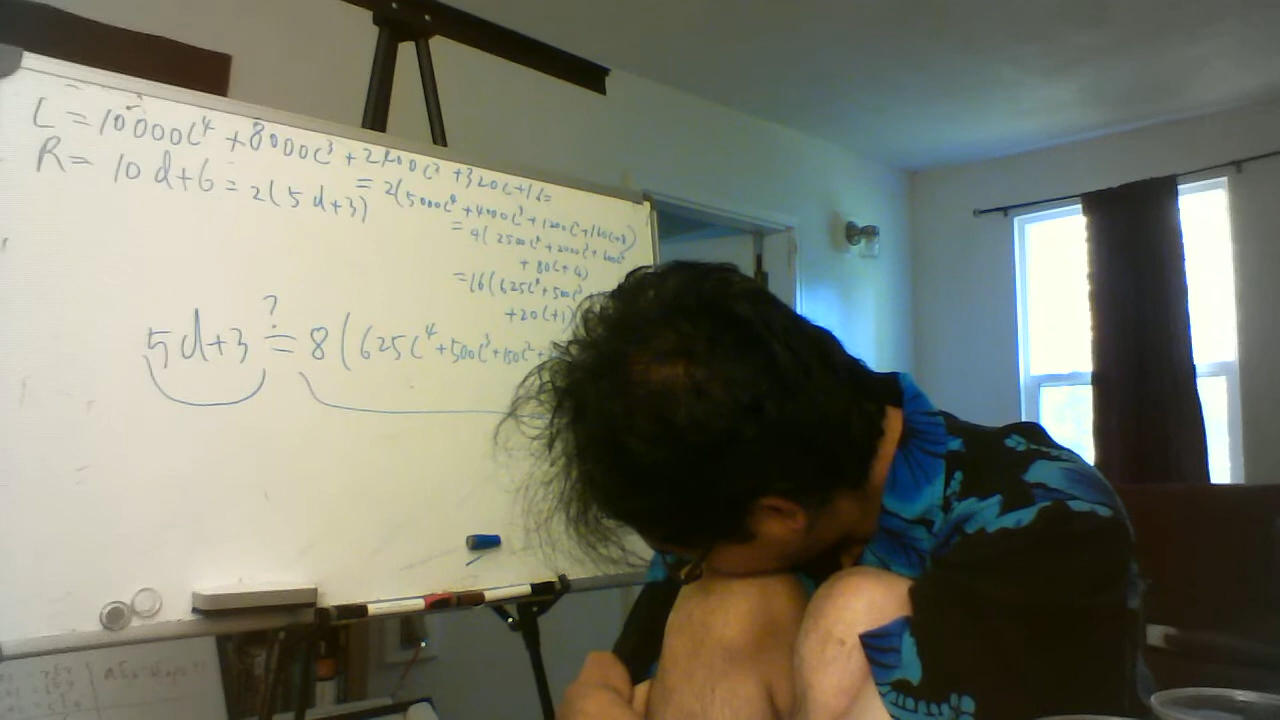 L = 10000c⁴ + 8000c³ + 2400c² + 320c + 16 =
R = 10d+6 = 2(5d+3)
= 2(5000c⁴ + 4000c³ + 1200c² + 160c + 8)
= 4(2500c⁴ + 2000c³ + 600c²
+ 80c + 4)
= 16(625c⁴ + 500c³
+ 20c + 1)
5d+3 ?= 8(625c⁴ + 500c³ + 150c² +